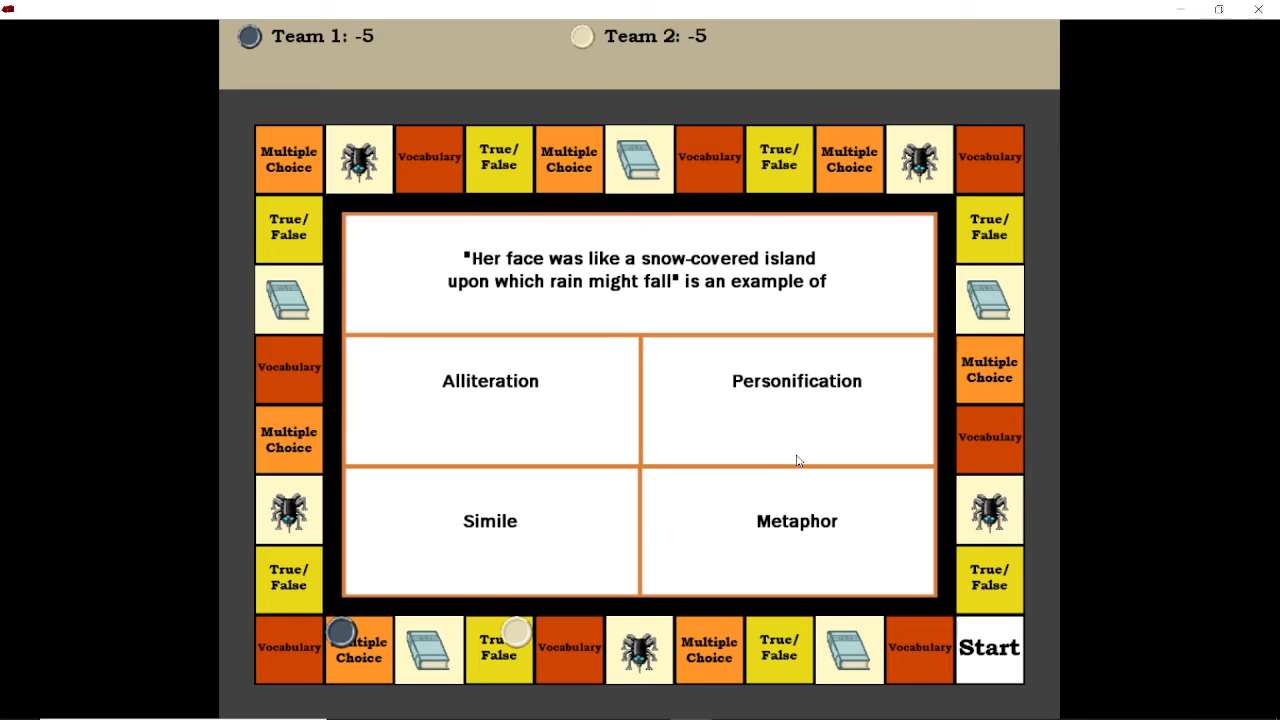 Team 1: -5
Team 2: -5
Multiple
Choice
Vocabulary
True/
False
Multiple
Choice
Vocabulary
True/
False
Multiple
Choice
Vocabulary
True/
False
True/
False
"Her face was like a snow-covered island
upon which rain might fall" is an example of
Alliteration
Personification
Simile
Metaphor
Vocabulary
Multiple
Choice
Multiple
Choice
Vocabulary
True/
False
True/
False
Vocabulary
Multiple
Choice
True/
False
Vocabulary
Multiple
Choice
True/
False
Vocabulary
Start